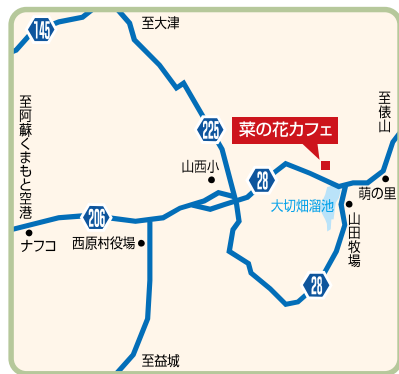 145
至大津
至俵山
225
菜の花カフェ
至阿蘇くまもと空港
山西小
28
萌の里
大切畑溜池
206
山田牧場
ナフコ
西原村役場
28
至益城